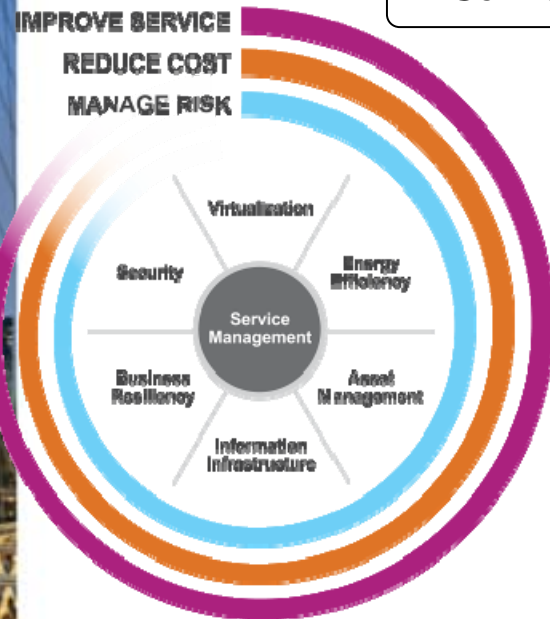 IMPROVE SERVICE
REDUCE COST
MANAGE RISK
Virtualization
Security
Energy
Efficiency
Service
Management
Business
Resiliency
Asset
Management
Information
Infrastructure